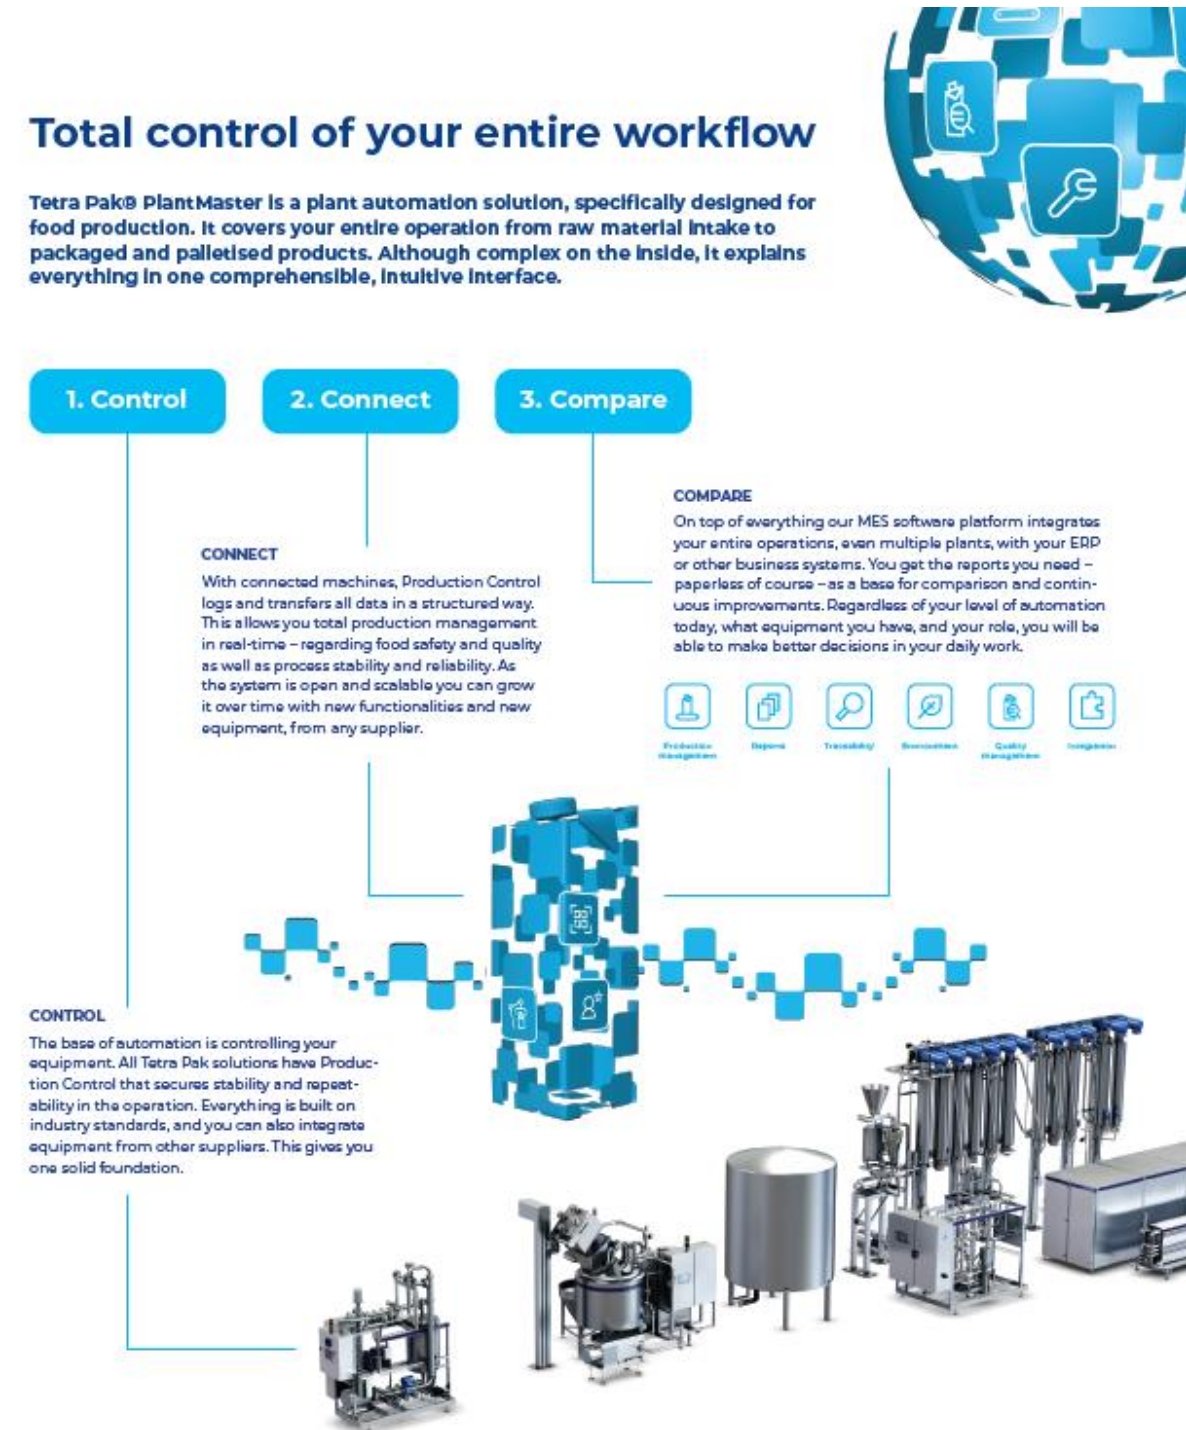 Total control of your entire workflow
Tetra Pak® PlantMaster is a plant automation solution, specifically designed for
food production. It covers your entire operation from raw material intake to
packaged and palletised products. Although complex on the inside, it explains
everything in one comprehensible, intuitive interface.
1. Control
2. Connect
3. Compare
COMPARE
On top of everything our MES software platform integrates
your entire operations, even multiple plants, with your ERP
or other business systems. You get the reports you need –
paperless of course – as a base for comparison and contin-
uous improvements. Regardless of your level of automation
today, what equipment you have, and your role, you will be
able to make better decisions in your daily work.
Production
management
Reports
Traceability
Environment
Quality
management
Integration
CONNECT
With connected machines, Production Control
logs and transfers all data in a structured way.
This allows you total production management
in real-time – regarding food safety and quality
as well as process stability and reliability. As
the system is open and scalable you can grow
it over time with new functionalities and new
equipment, from any supplier.
CONTROL
The base of automation is controlling your
equipment. All Tetra Pak solutions have Produc-
tion Control that secures stability and repeat-
ability in the operation. Everything is built on
industry standards, and you can also integrate
equipment from other suppliers. This gives you
one solid foundation.